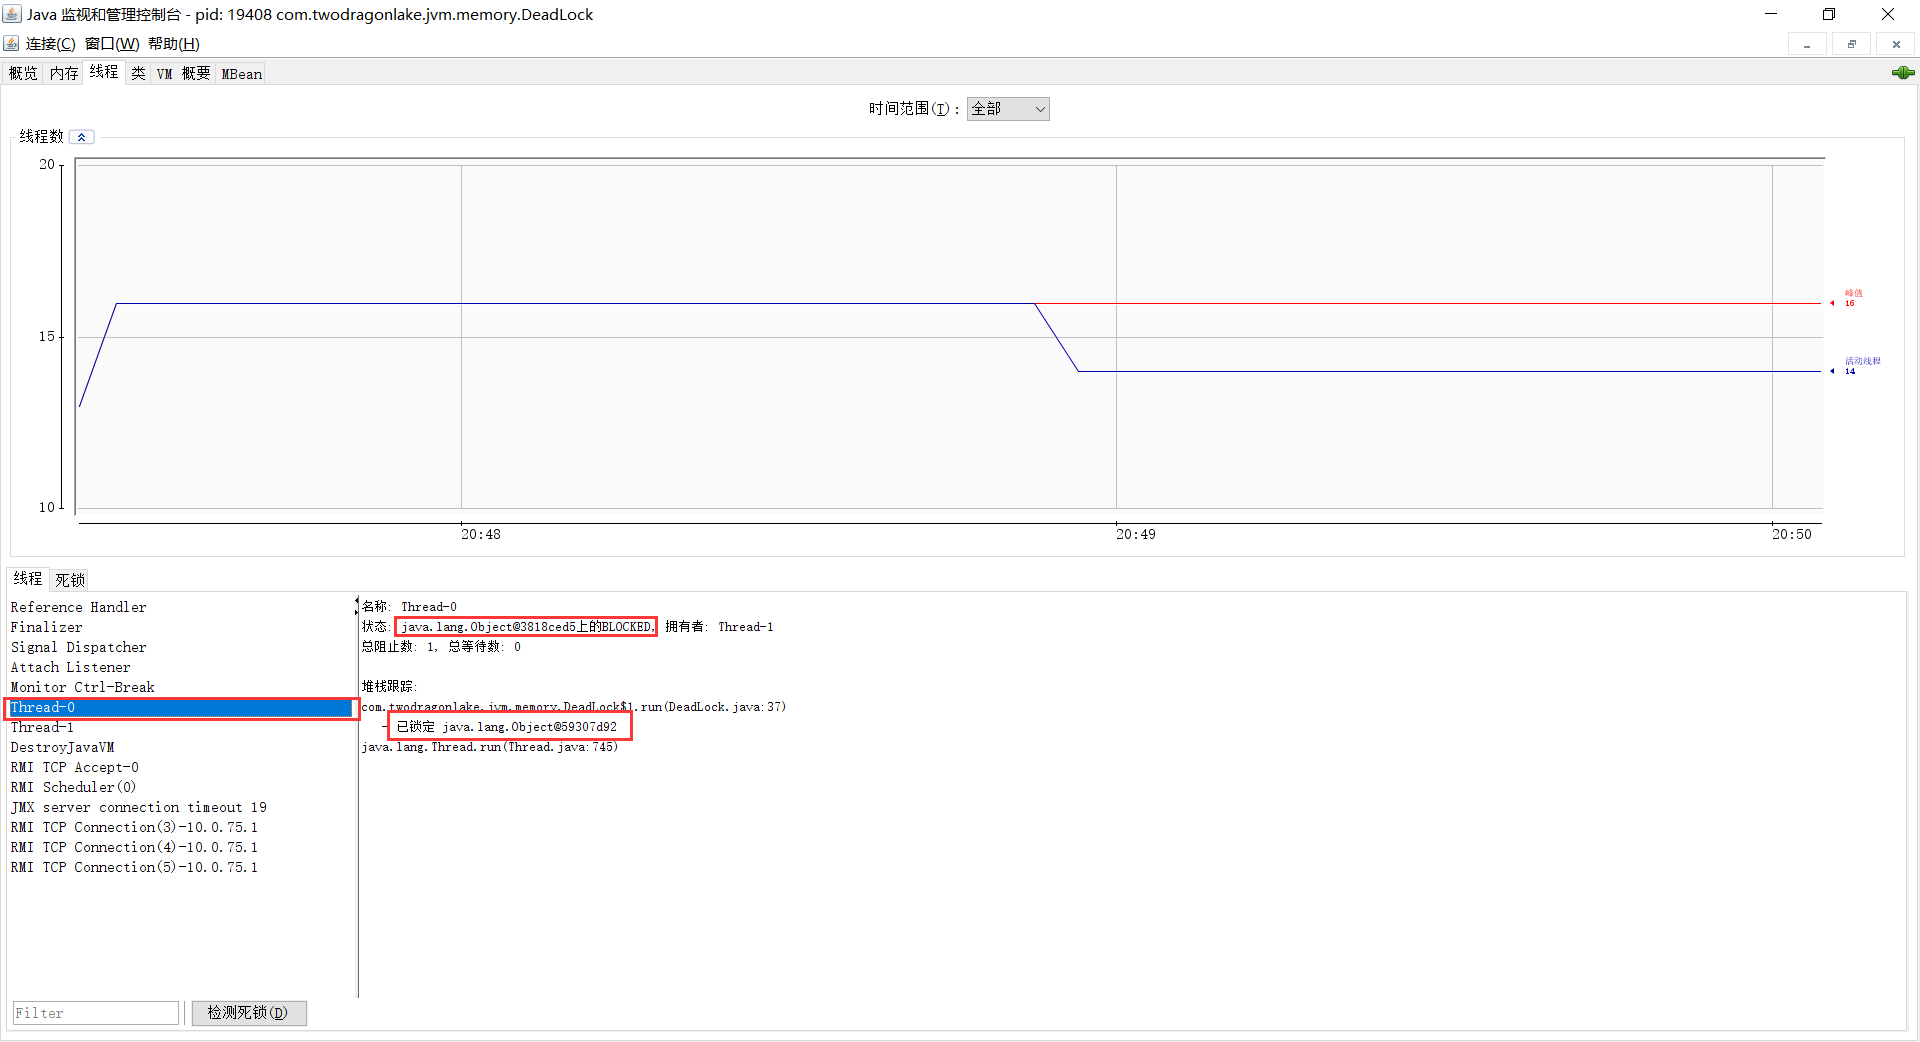 Java 监视和管理控制台 - pid: 19408 com.twodragonlake.jvm.memory.DeadLock
连接(C) 窗口(W) 帮助(H)
概览 内存 线程 类 VM 概要 MBean
时间范围(T): 全部
线程数
20
15
10
峰值
16
活动线程
14
20:48 20:49 20:50
线程 死锁
Reference Handler
Finalizer
Signal Dispatcher
Attach Listener
Monitor Ctrl-Break
Thread-0
Thread-1
DestroyJavaVM
RMI TCP Accept-0
RMI Scheduler(0)
JMX server connection timeout 19
RMI TCP Connection(3)-10.0.75.1
RMI TCP Connection(4)-10.0.75.1
RMI TCP Connection(5)-10.0.75.1
名称: Thread-0
状态: java.lang.Object@3818ced5上的BLOCKED, 拥有者: Thread-1
总阻止数: 1, 总等待数: 0
堆栈跟踪:
com.twodragonlake.jvm.memory.DeadLock$1.run(DeadLock.java:37)
- 已锁定 java.lang.Object@59307d92
java.lang.Thread.run(Thread.java:745)
Filter 检测死锁(D)